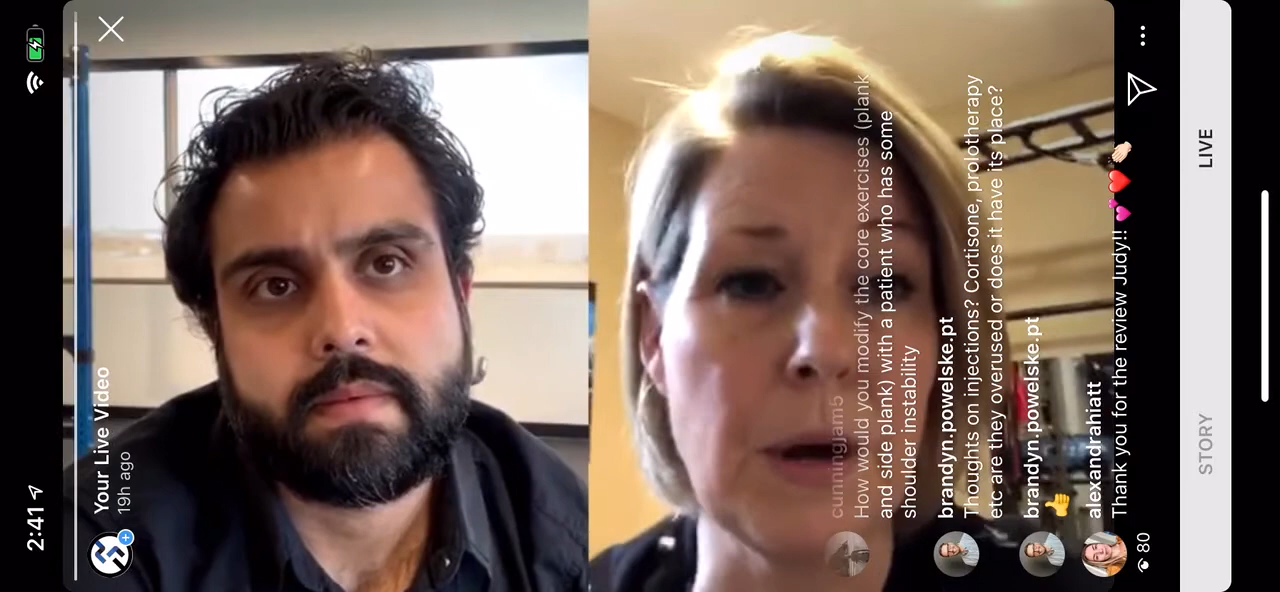 2:41
Your Live Video
19h ago
cunningjam5
How would you modify the core exercises (plank
and side plank) with a patient who has some
shoulder instability
brandyn.powelske.pt
Thoughts on injections? Cortisone, prolotherapy
etc are they overused or does it have its place?
brandyn.powelske.pt
👍
alexandrahiatt
Thank you for the review Judy!! 💕❤️👏🏻
80
STORY
LIVE